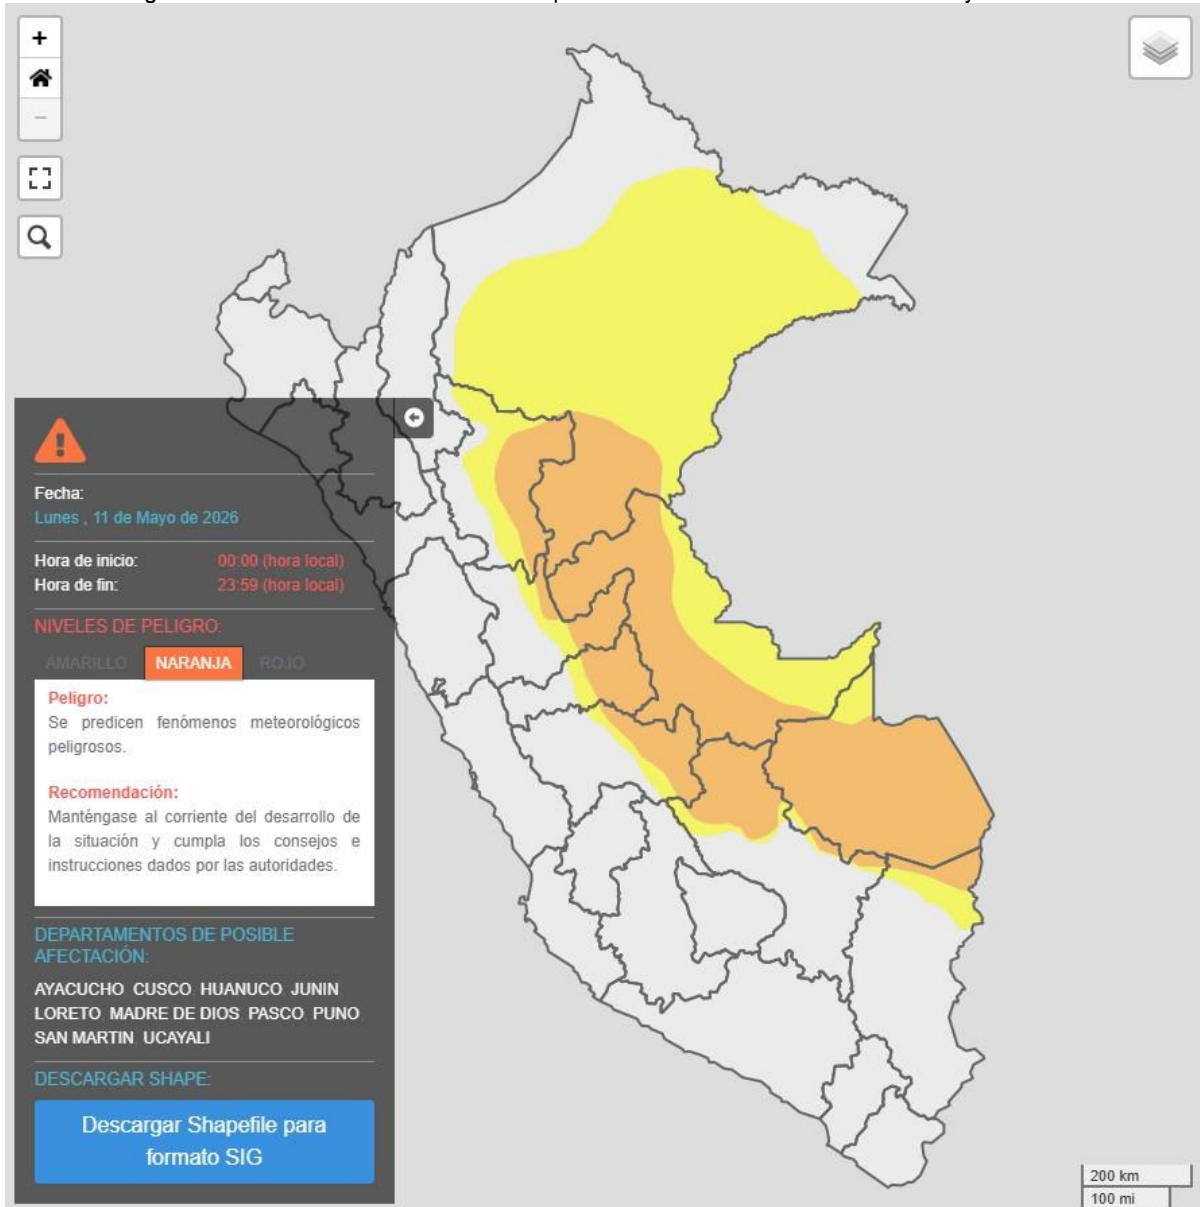 +
−
Fecha:
Lunes , 11 de Mayo de 2026
Hora de inicio: 00:00 (hora local)
Hora de fin: 23:59 (hora local)
NIVELES DE PELIGRO:
AMARILLO NARANJA ROJO
Peligro:
Se predicen fenómenos meteorológicos
peligrosos.
Recomendación:
Manténgase al corriente del desarrollo de
la situación y cumpla los consejos e
instrucciones dados por las autoridades.
DEPARTAMENTOS DE POSIBLE
AFECTACIÓN:
AYACUCHO CUSCO HUANUCO JUNIN
LORETO MADRE DE DIOS PASCO PUNO
SAN MARTIN UCAYALI
DESCARGAR SHAPE:
Descargar Shapefile para
formato SIG
200 km
100 mi